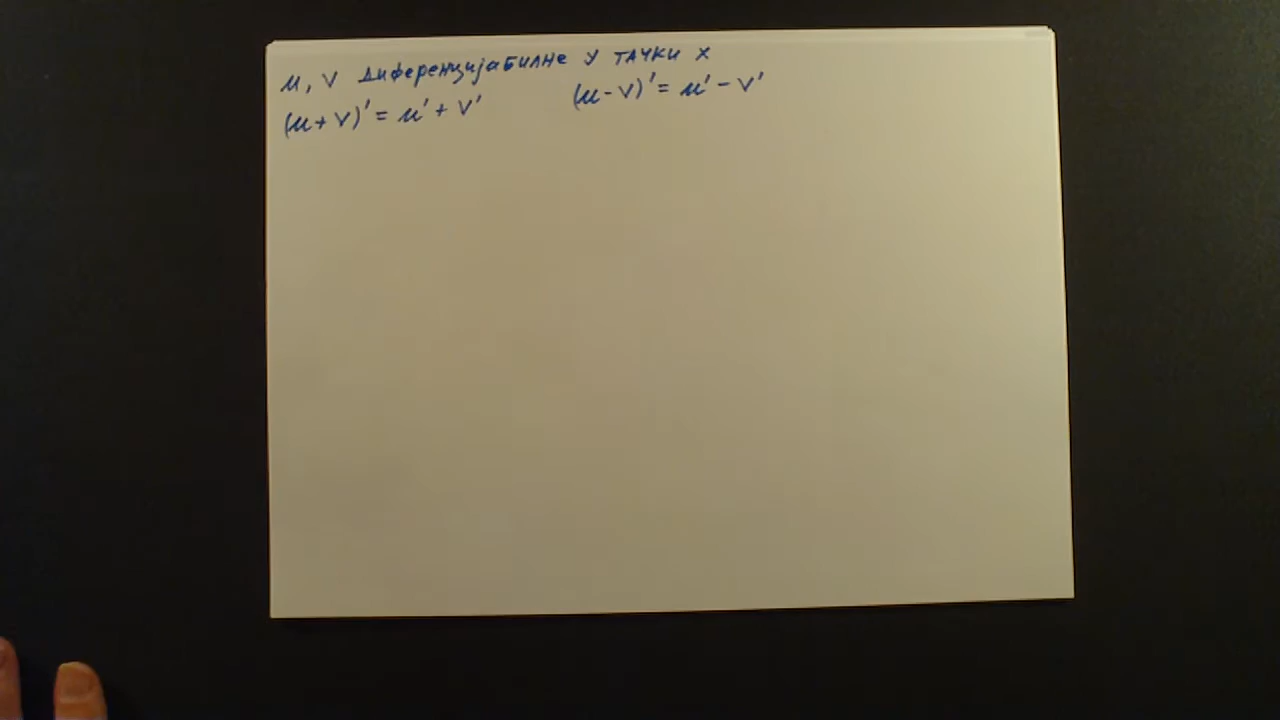 u, v диференцијабилне у тачки x
(u+v)' = u' + v' (u-v)' = u' - v'